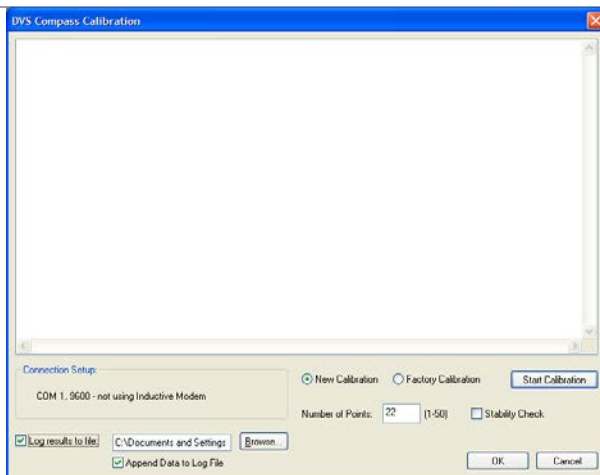 DVS Compass Calibration
Connection Setup:
COM 1, 9600 - not using Inductive Modem
New Calibration
Factory Calibration
Start Calibration
Number of Points:
22
(1-50)
Stability Check
Log results to file:
C:\Documents and Settings
Browse...
Append Data to Log File
OK
Cancel